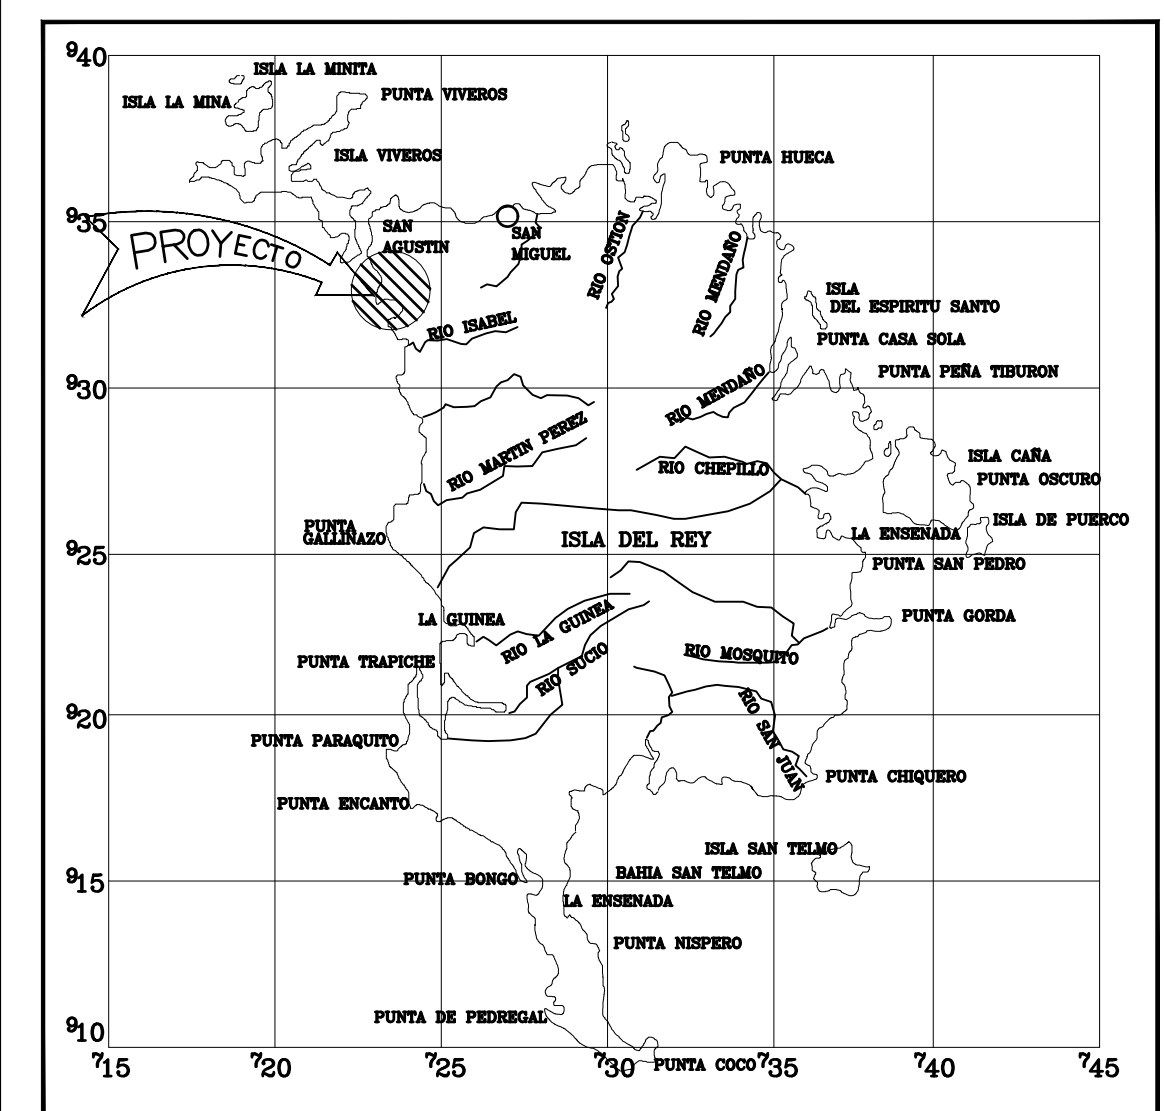 940
ISLA LA MINITA
ISLA LA MINA
PUNTA VIVEROS
ISLA VIVEROS
PUNTA HUECA
935
PROYECTO
SAN
AGUSTIN
SAN
MIGUEL
RIO OSTION
RIO MENDAÑO
ISLA
DEL ESPIRITU SANTO
RIO ISABEL
PUNTA CASA SOLA
PUNTA PEÑA TIBURON
930
RIO MENDAÑO
RIO MARTIN PEREZ
RIO CHEPILLO
ISLA CAÑA
PUNTA OSCURO
ISLA DE PUERCO
PUNTA
GALLINAZO
ISLA DEL REY
LA ENSENADA
925
PUNTA SAN PEDRO
LA GUINEA
RIO LA GUINEA
PUNTA GORDA
PUNTA TRAPICHE
RIO SUCIO
RIO MOSQUITO
920
RIO SAN JUAN
PUNTA PARAQUITO
PUNTA CHIQUERO
PUNTA ENCANTO
ISLA SAN TELMO
BAHIA SAN TELMO
915
PUNTA BONGO
LA ENSENADA
PUNTA NISPERO
PUNTA DE PEDREGAL
910
PUNTA COCO
715 720 725 730 735 740 745